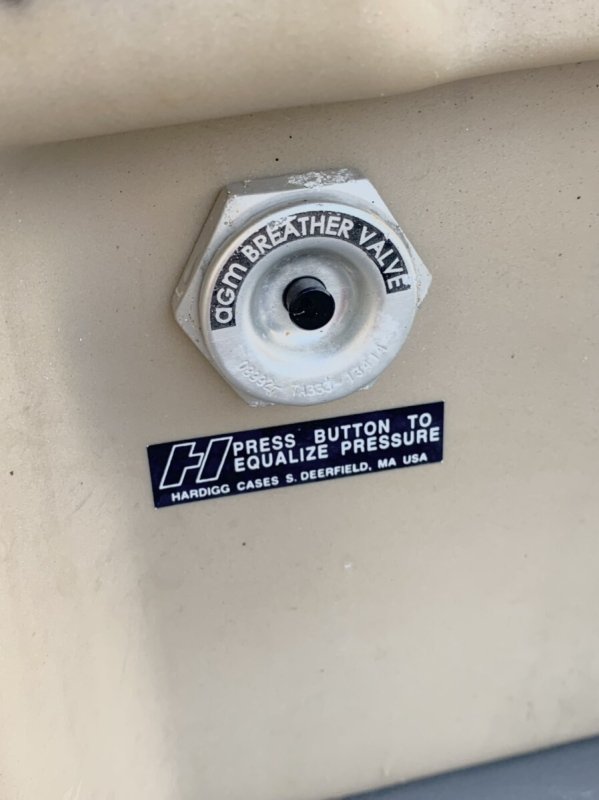 aGm BREATHER VALVE
H PRESS BUTTON TO
EQUALIZE PRESSURE
HARDIGG CASES S. DEERFIELD, MA USA